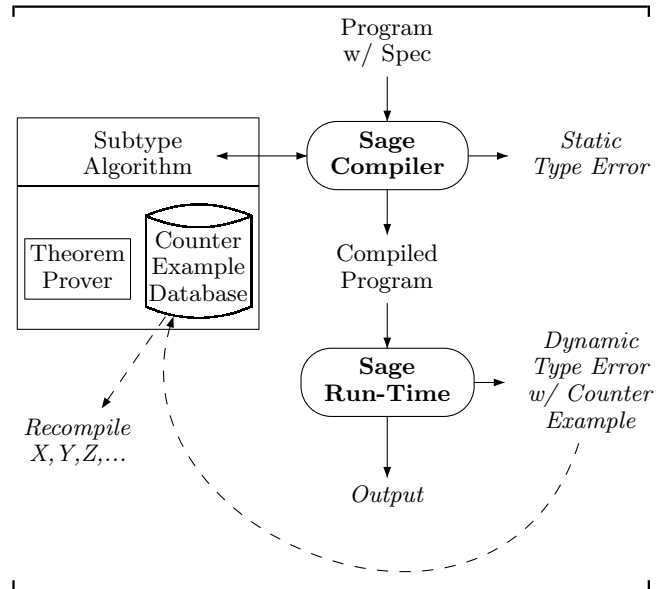 Program
w/ Spec
Subtype
Algorithm
Sage
Compiler
Static
Type Error
Theorem
Prover
Counter
Example
Database
Compiled
Program
Sage
Run-Time
Dynamic
Type Error
w/ Counter
Example
Recompile
X,Y,Z,...
Output